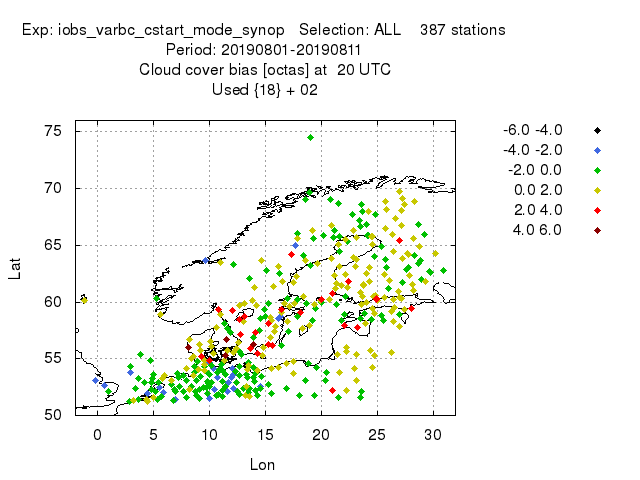 Exp: iobs_varbc_cstart_mode_synop   Selection: ALL    387 stations
Period: 20190801-20190811
Cloud cover bias [octas] at  20 UTC
Used {18} + 02
-6.0 -4.0
-4.0 -2.0
-2.0 0.0
0.0 2.0
2.0 4.0
4.0 6.0
75
70
65
60
55
50
Lat
0 5 10 15 20 25 30
Lon